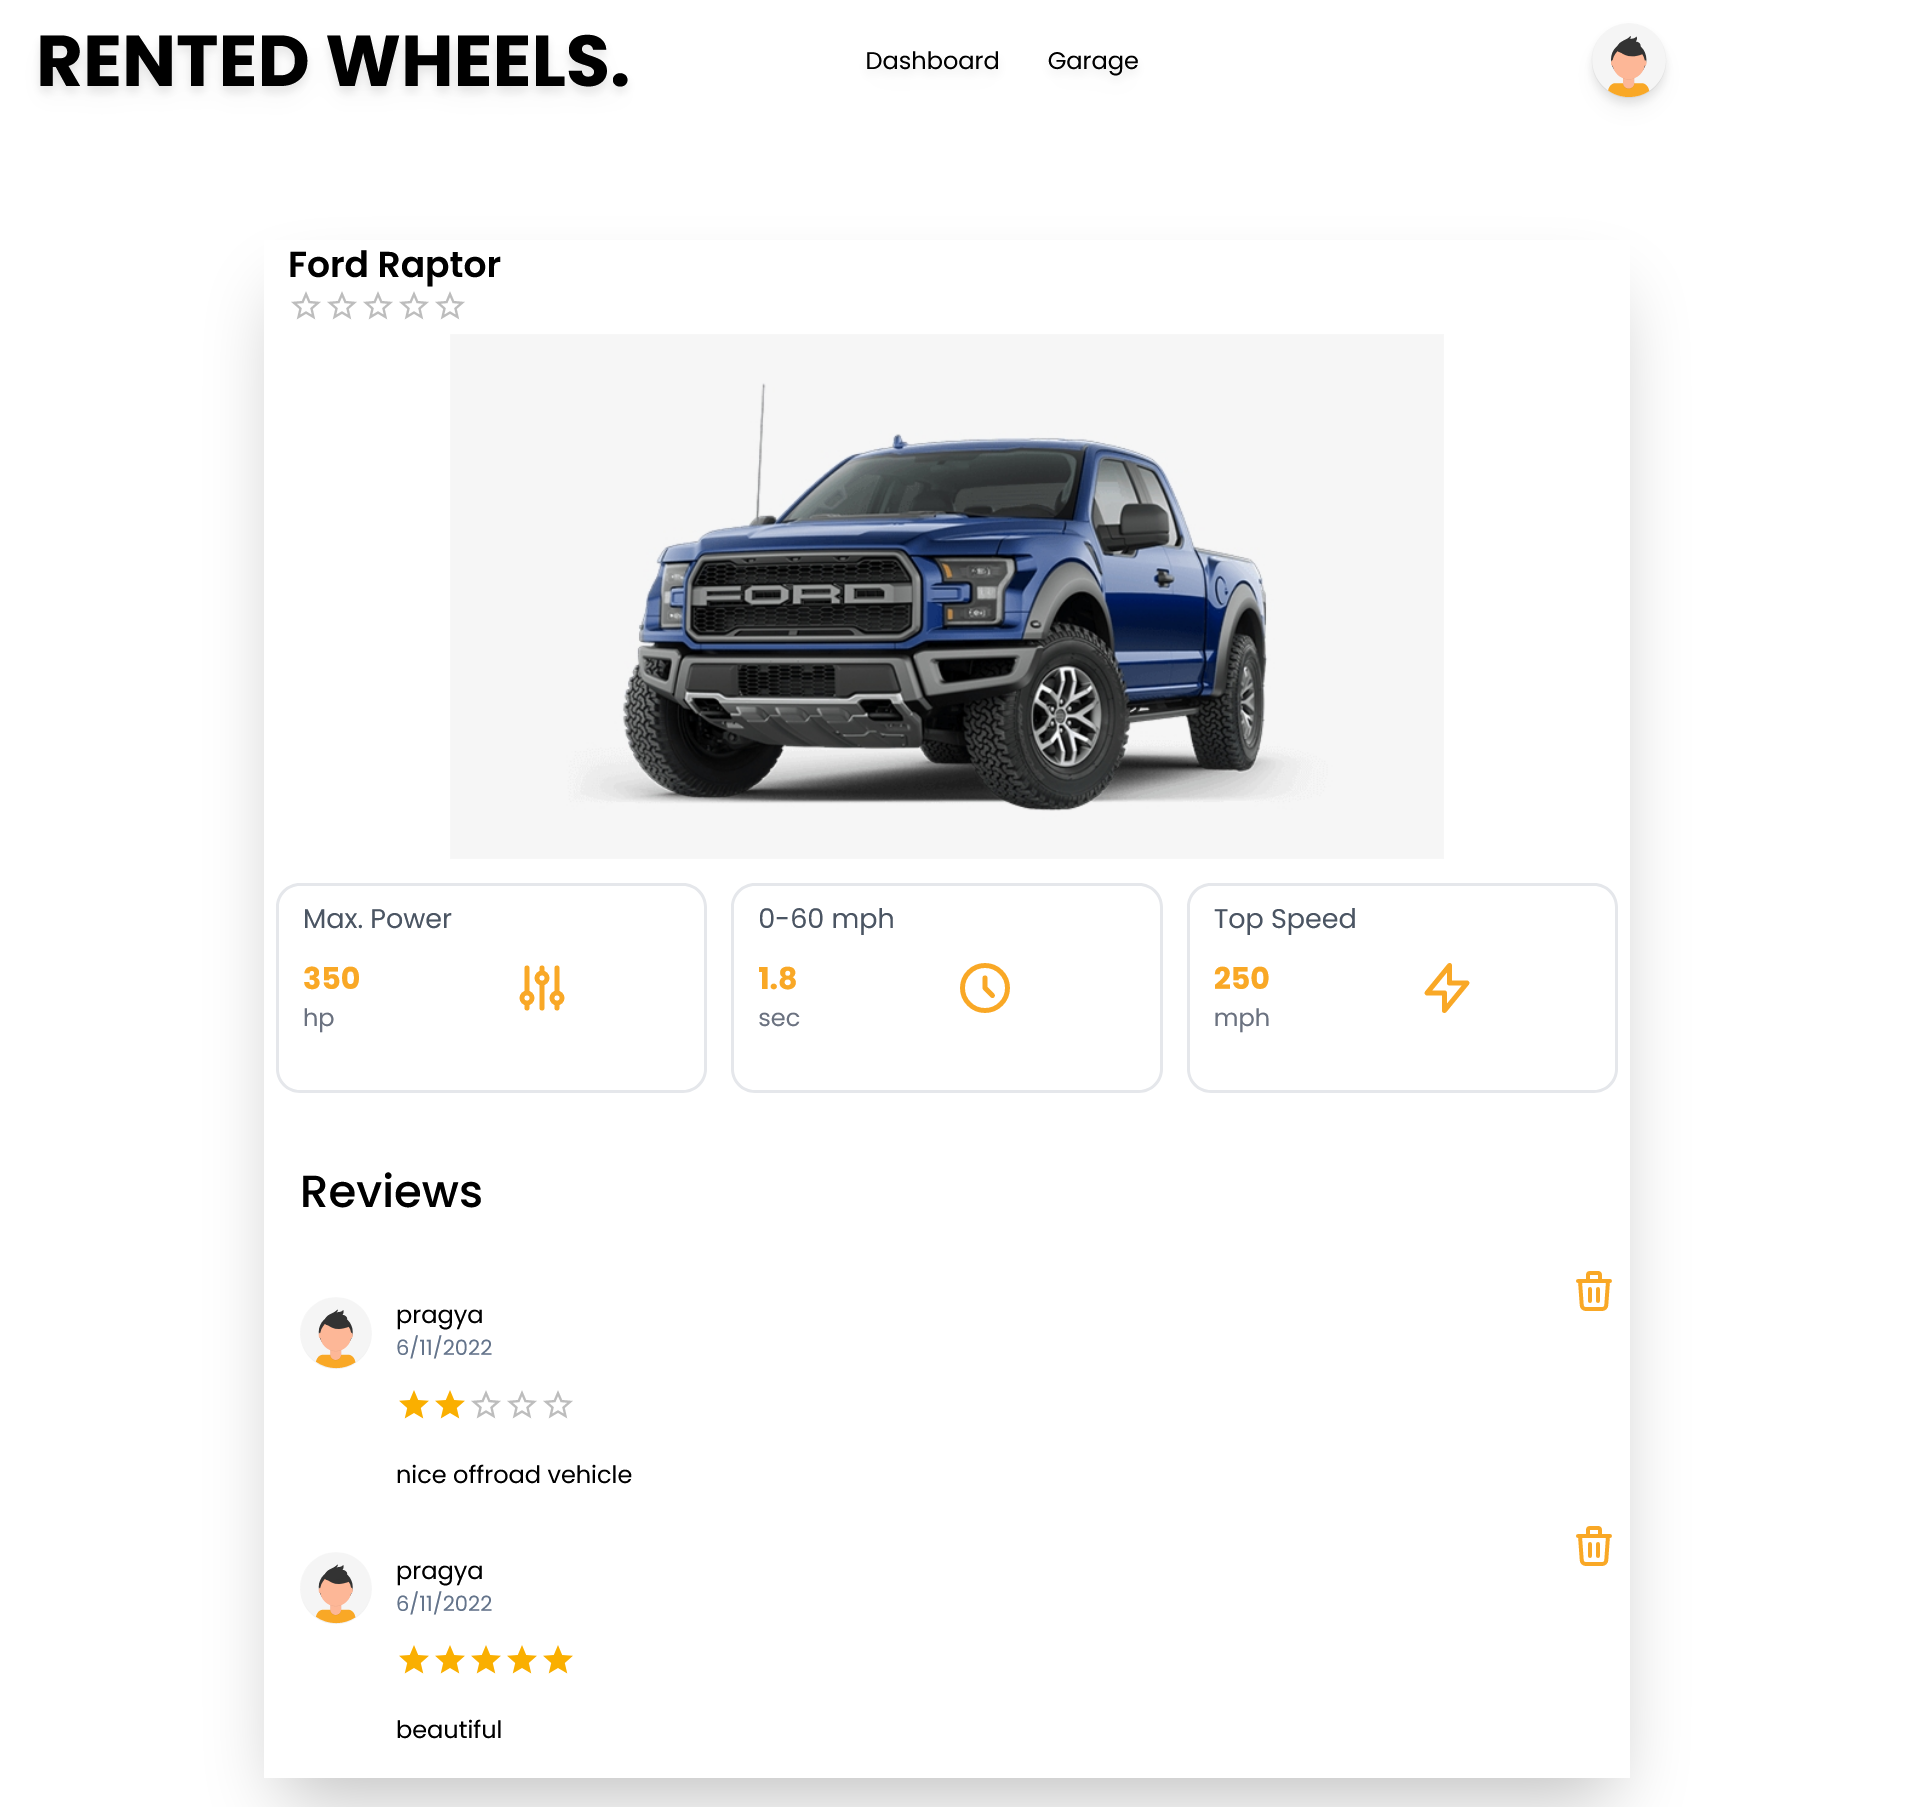 RENTED WHEELS.
Dashboard
Garage
Ford Raptor
FORD
Max. Power
350
hp
0-60 mph
1.8
sec
Top Speed
250
mph
Reviews
pragya
6/11/2022
nice offroad vehicle
pragya
6/11/2022
beautiful